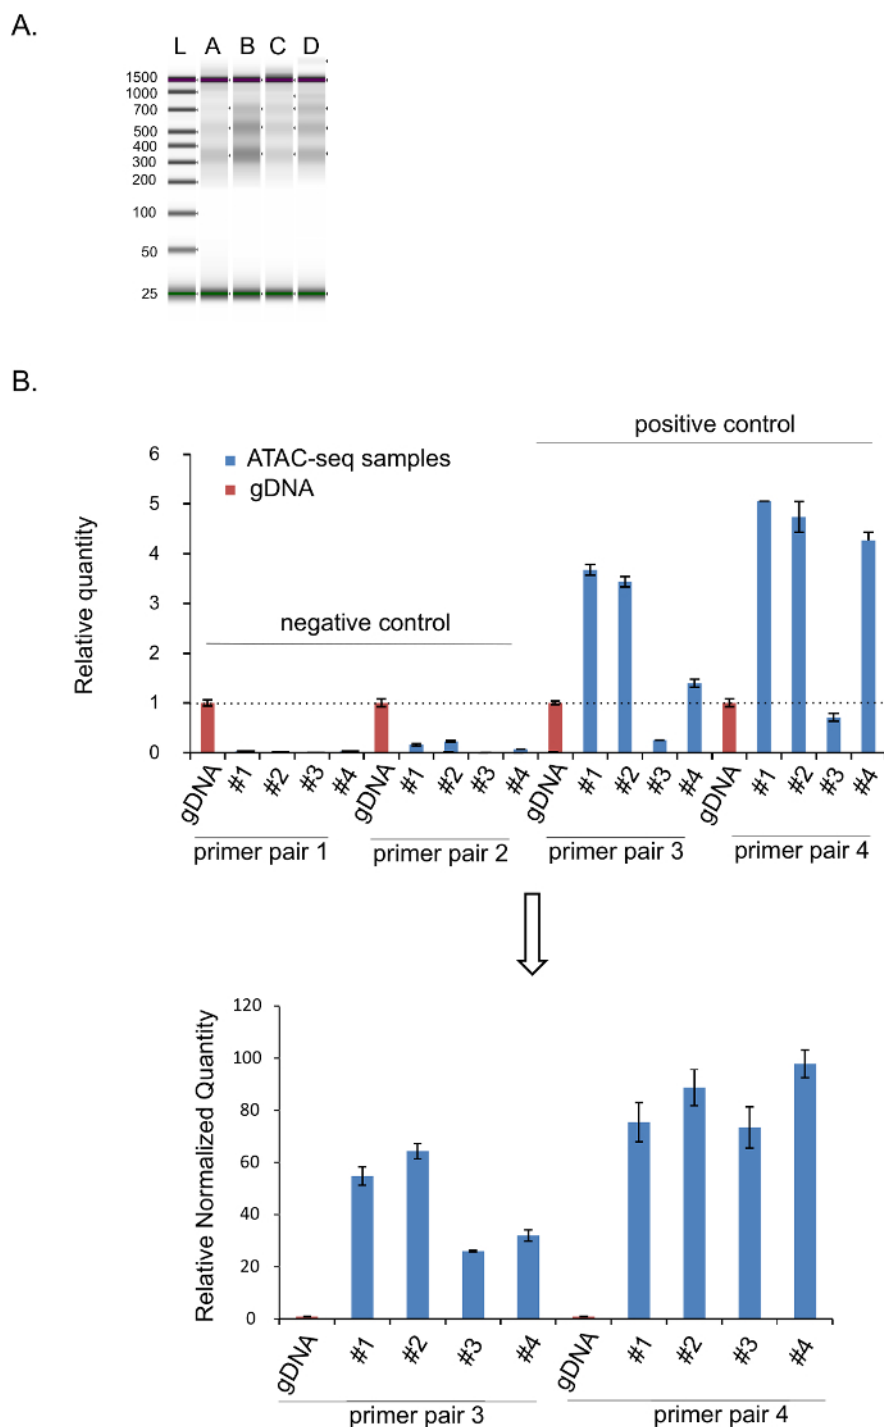 A.
L A B C D
1500
1000
700
500
400
300
200
100
50
25
B.
positive control
6
5
4
3
2
1
0
Relative quantity
ATAC-seq samples
gDNA
negative control
gDNA #1 #2 #3 #4 gDNA #1 #2 #3 #4 gDNA #1 #2 #3 #4 gDNA #1 #2 #3 #4
primer pair 1 primer pair 2 primer pair 3 primer pair 4
120
100
80
60
40
20
0
Relative Normalized Quantity
gDNA #1 #2 #3 #4 gDNA #1 #2 #3 #4
primer pair 3 primer pair 4